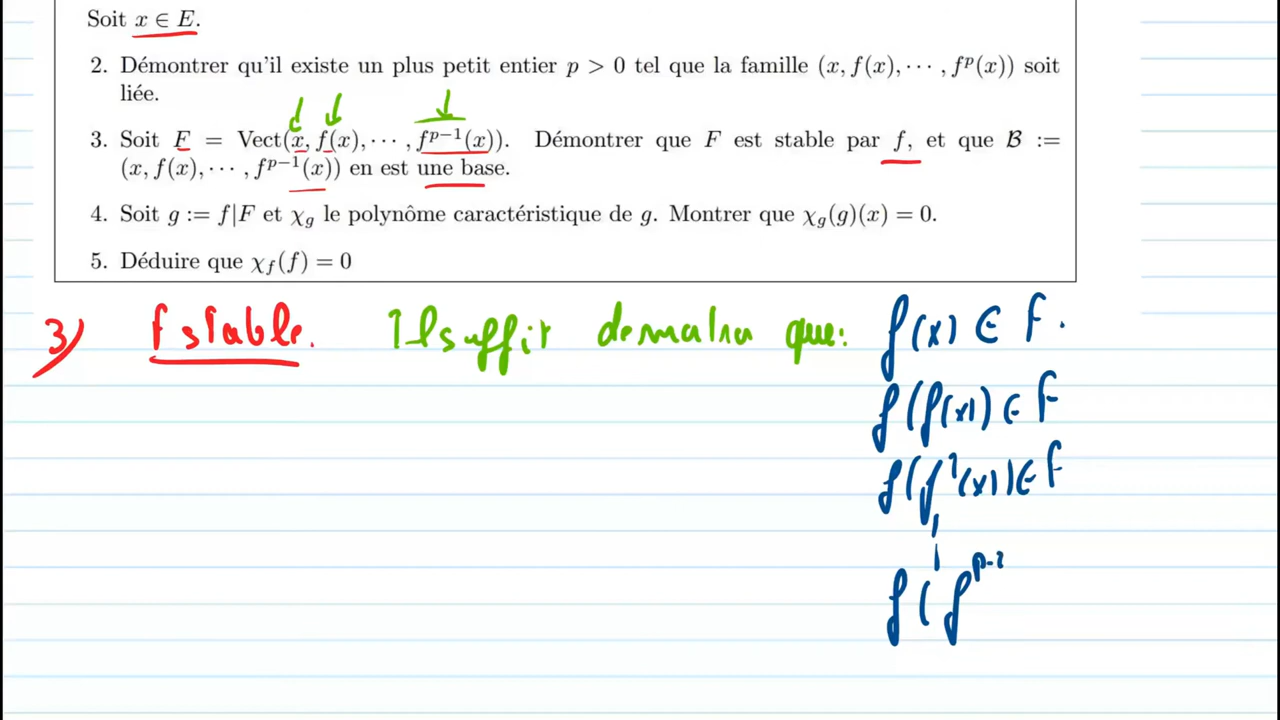 Soit x ∈ E.
2. Démontrer qu'il existe un plus petit entier p > 0 tel que la famille (x, f(x), ⋯ , f^p(x)) soit
liée.
3. Soit F = Vect(x, f(x), ⋯ , f^{p−1}(x)). Démontrer que F est stable par f, et que ℬ :=
(x, f(x), ⋯ , f^{p−1}(x)) en est une base.
4. Soit g := f|F et χ_g le polynôme caractéristique de g. Montrer que χ_g(g)(x) = 0.
5. Déduire que χ_f(f) = 0
3) F stable. Il suffit que: f(x) ∈ F.
f(f(x)) ∈ F
f(f²(x)) ∈ F
f(f^{p-2}